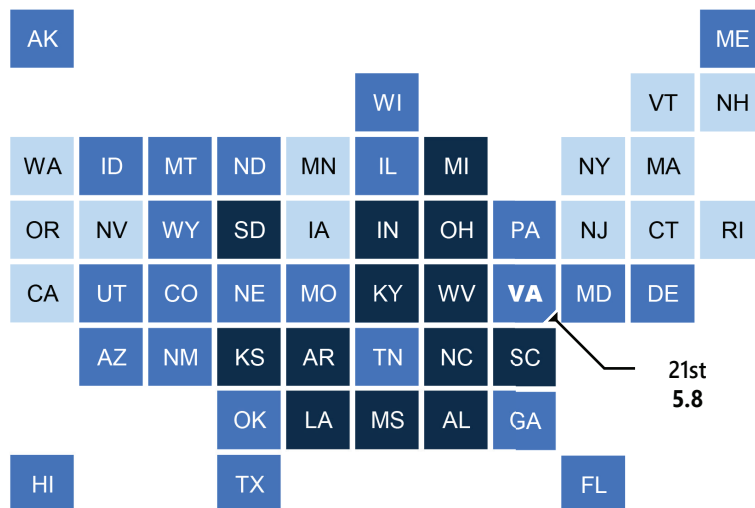 AK ME
WI VT NH
WA ID MT ND MN IL MI NY MA
OR NV WY SD IA IN OH PA NJ CT RI
CA UT CO NE MO KY WV VA MD DE
AZ NM KS AR TN NC SC
21st
5.8
OK LA MS AL GA
HI TX FL